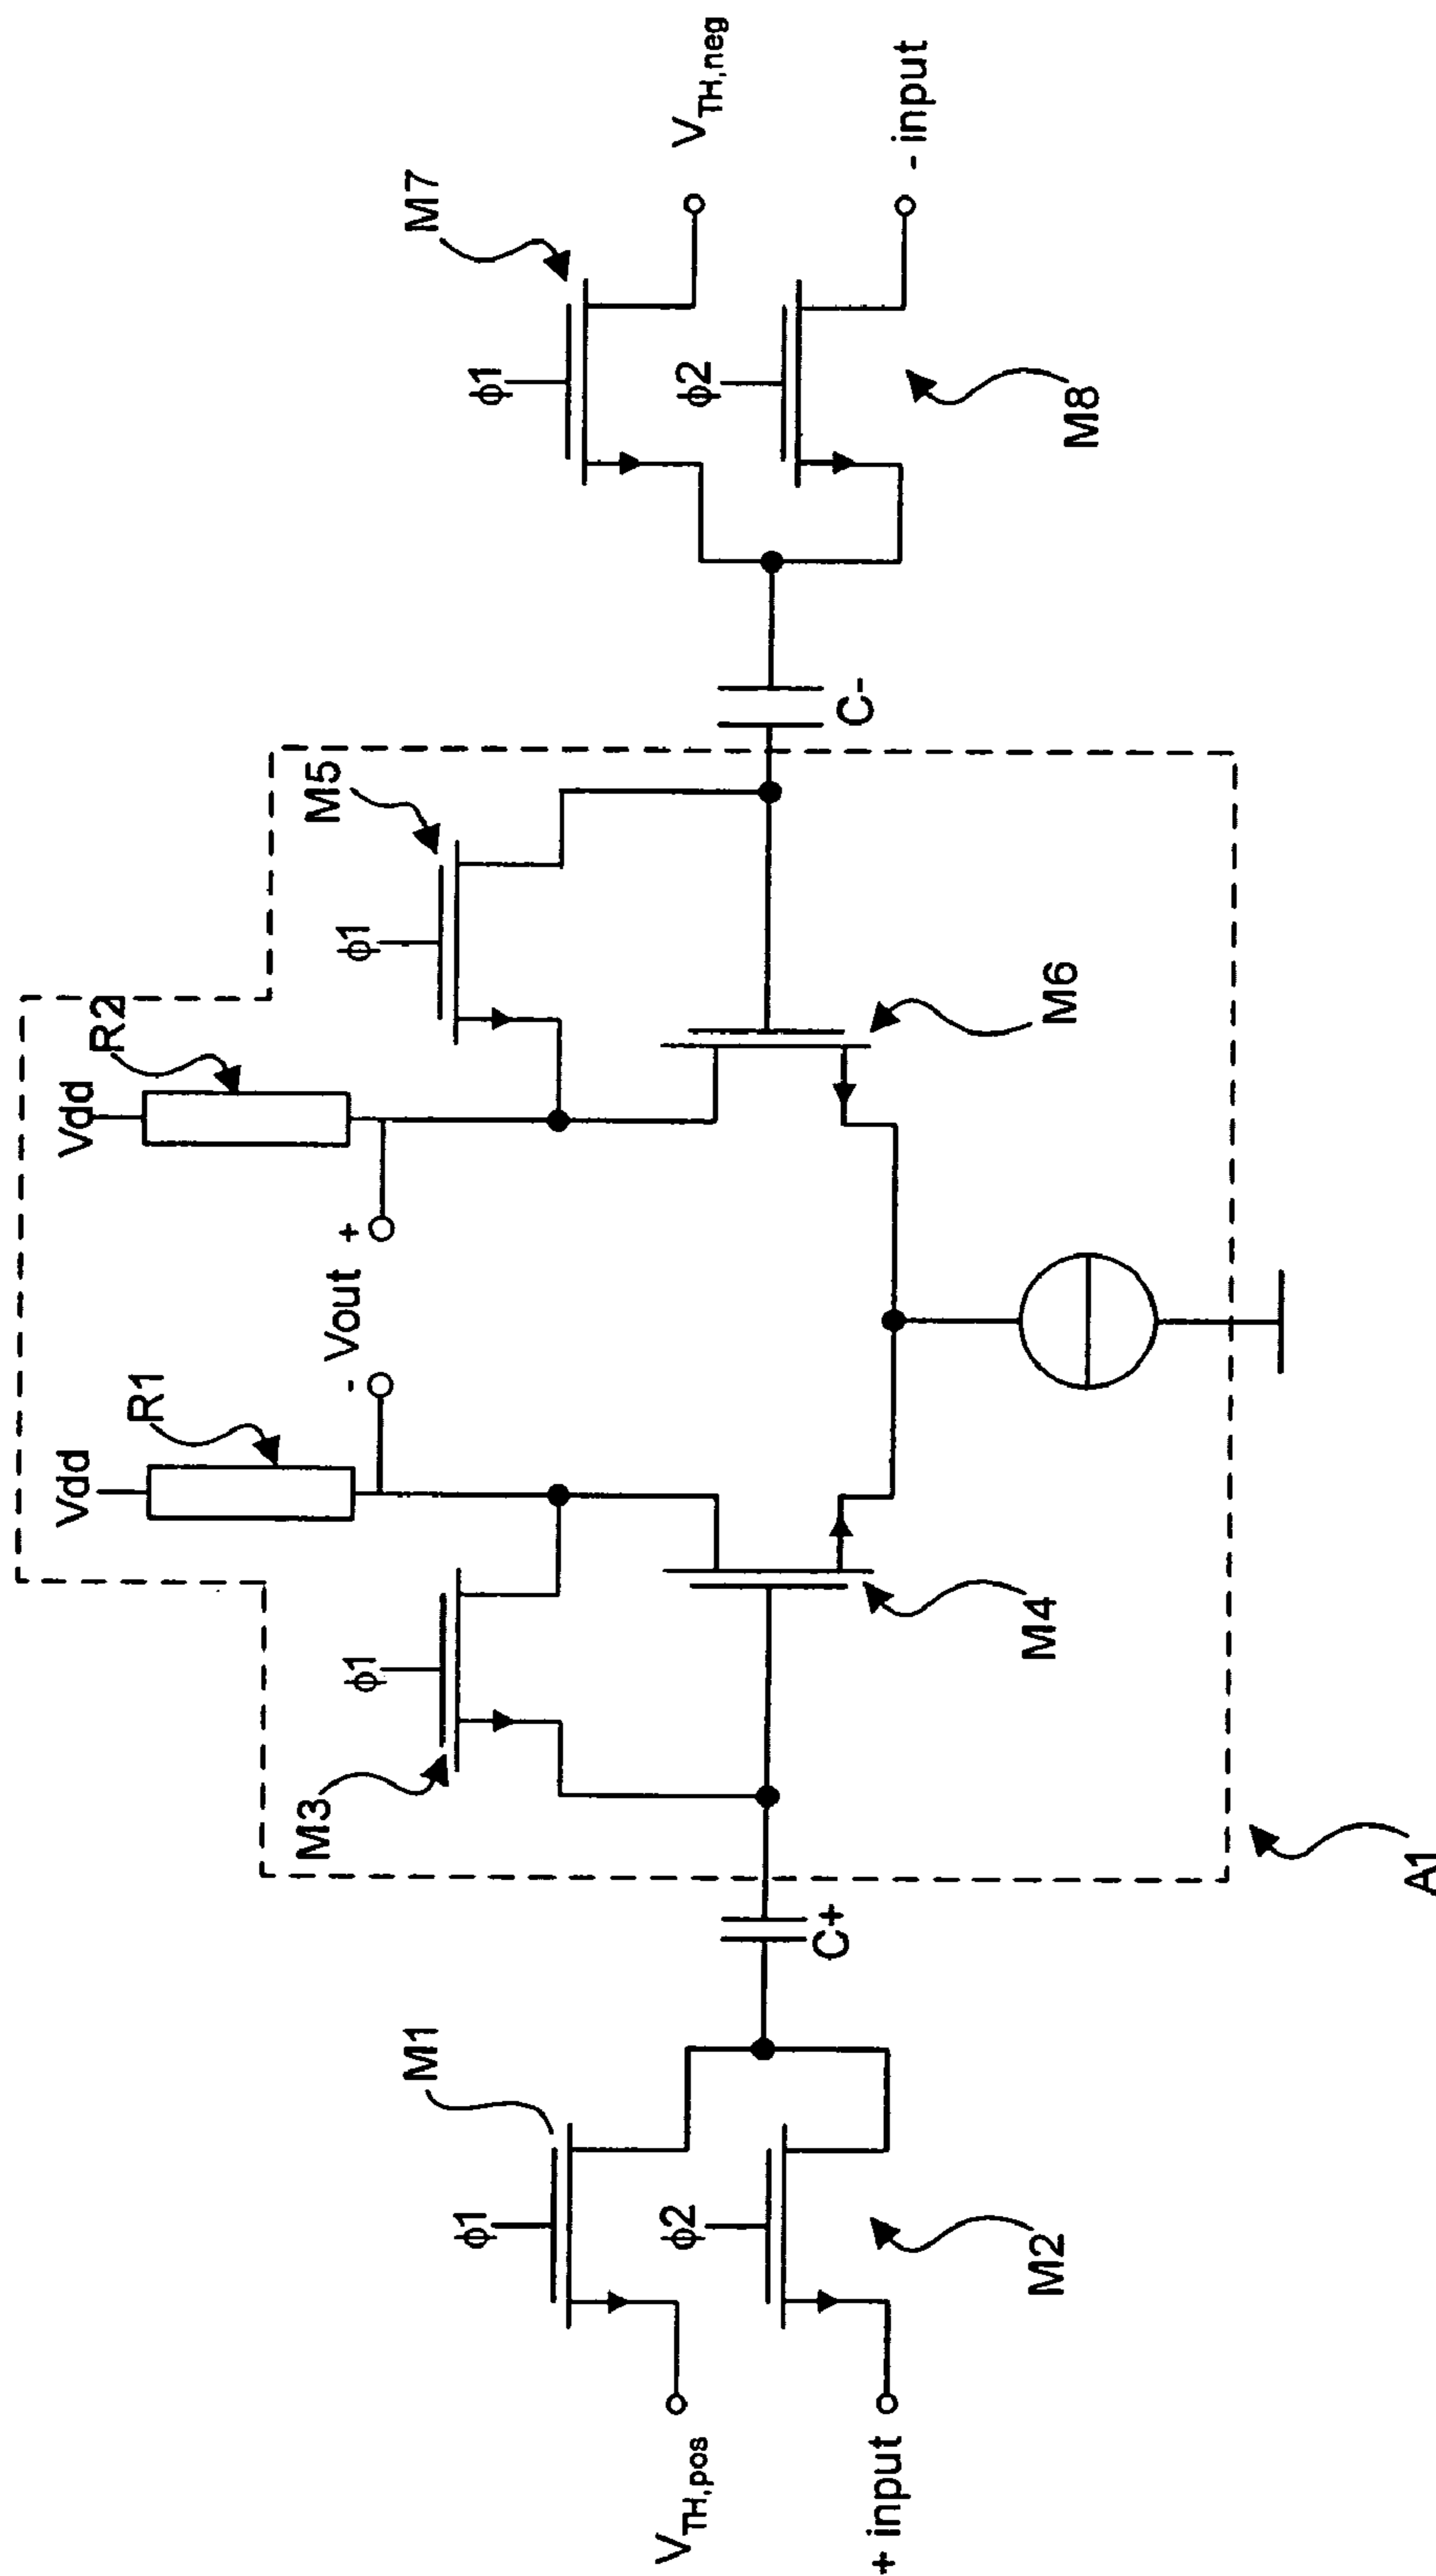 Vdd
Vdd
R1
R2
- Vout +
M3
ϕ1
ϕ1
M5
M1
ϕ1
ϕ1
M7
V_TH,pos
ϕ2
C+
C-
ϕ2
V_TH,neg
+ input
M2
M4
M6
M8
- input
A1